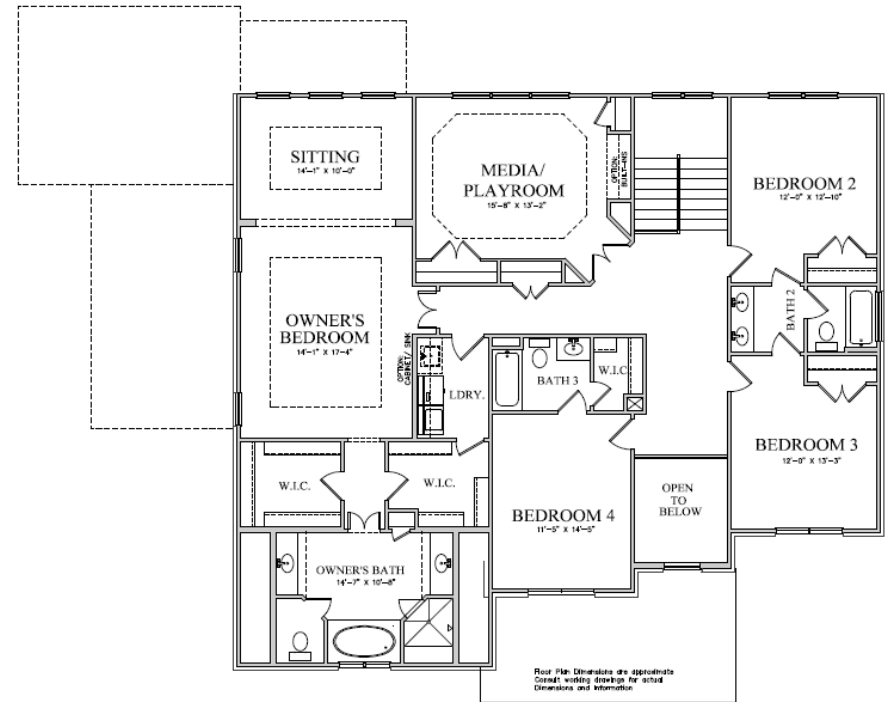 SITTING
14'-1" X 10'-0"
MEDIA/
PLAYROOM
15'-8" X 13'-2"
OPTION:
BUILT-INS
BEDROOM 2
12'-0" X 12'-10"
OWNER'S
BEDROOM
14'-1" X 17'-4"
OPTION:
CABINET/ SINK
LDRY.
BATH 3
W.I.C
BATH 2
BEDROOM 3
12'-0" X 13'-3"
W.I.C.
W.I.C.
BEDROOM 4
11'-5" X 14'-5"
OPEN
TO
BELOW
OWNER'S BATH
14'-7" X 10'-8"
Floor Plan Dimensions are approximate
Consult working drawings for actual
Dimensions and Information